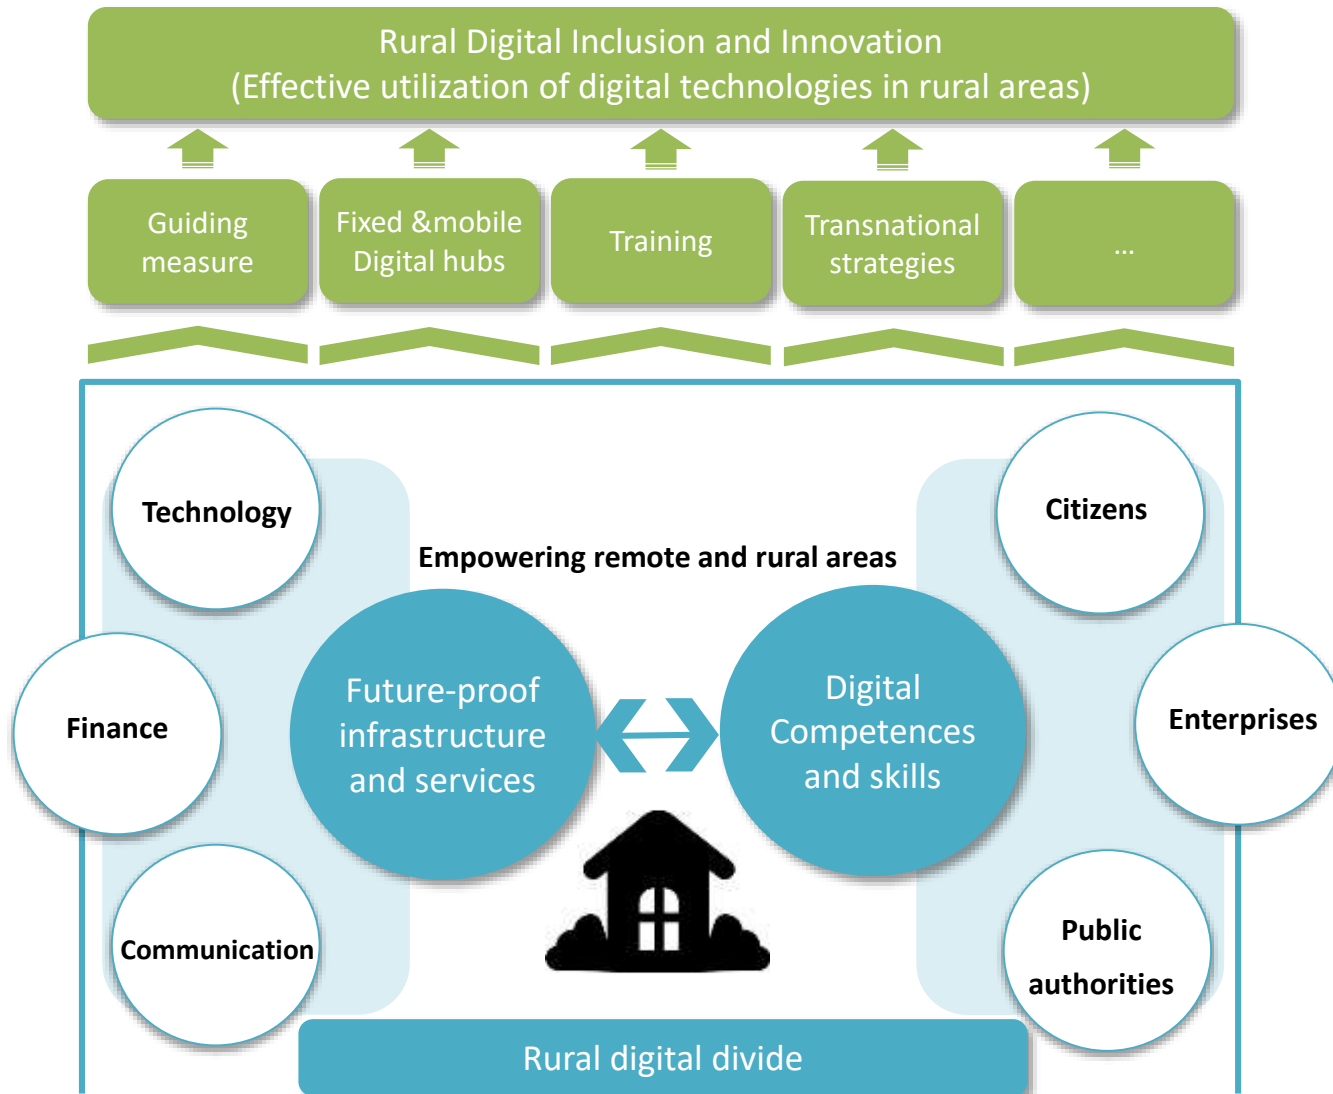 Rural Digital Inclusion and Innovation
(Effective utilization of digital technologies in rural areas)
Guiding
measure
Fixed &mobile
Digital hubs
Training
Transnational
strategies
...
Technology
Finance
Communication
Empowering remote and rural areas
Future-proof
infrastructure
and services
Digital
Competences
and skills
Citizens
Enterprises
Public
authorities
Rural digital divide